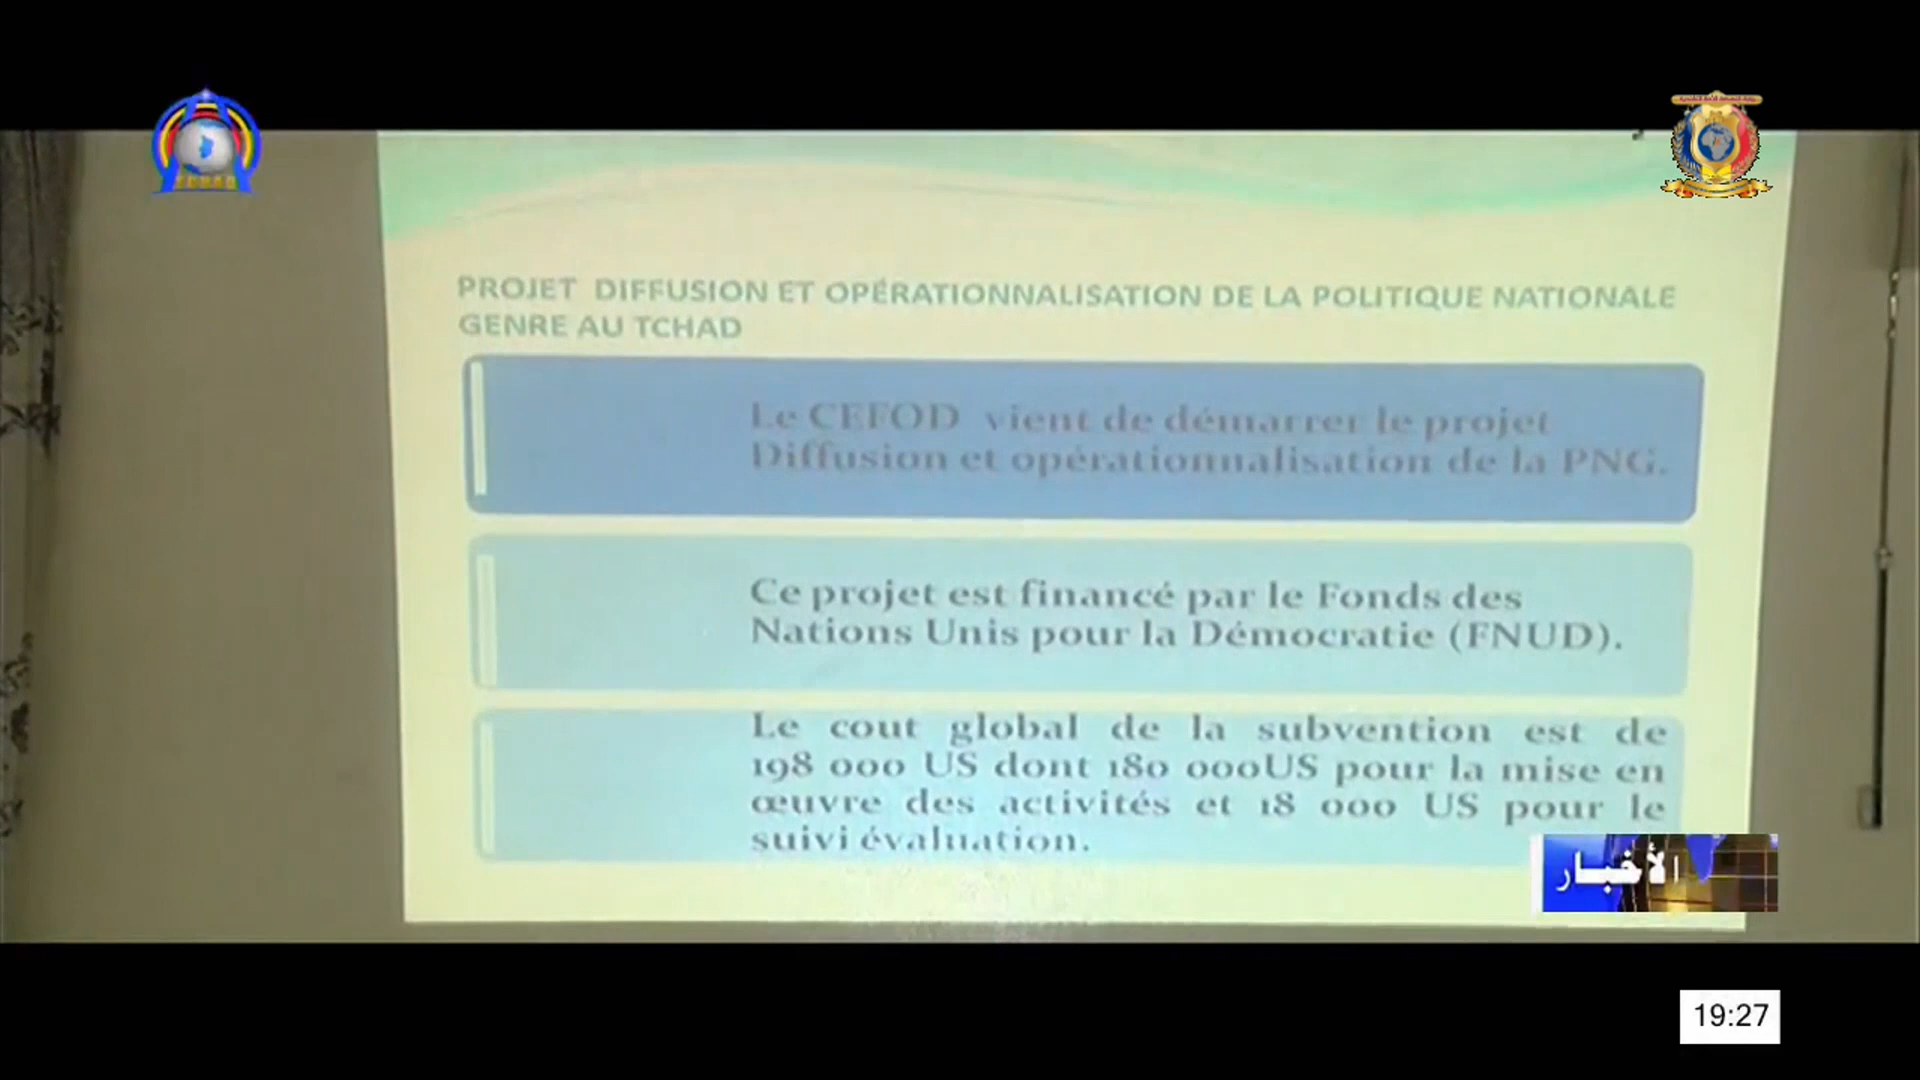 TCHAD
PROJET DIFFUSION ET OPÉRATIONNALISATION DE LA POLITIQUE NATIONALE
GENRE AU TCHAD
Le CEFOD vient de démarrer le projet
Diffusion et opérationnalisation de la PNG.
Ce projet est financé par le Fonds des
Nations Unis pour la Démocratie (FNUD).
Le cout global de la subvention est de
198 000 US dont 180 000US pour la mise en
œuvre des activités et 18 000 US pour le
suivi évaluation.
الأخبار
19:27